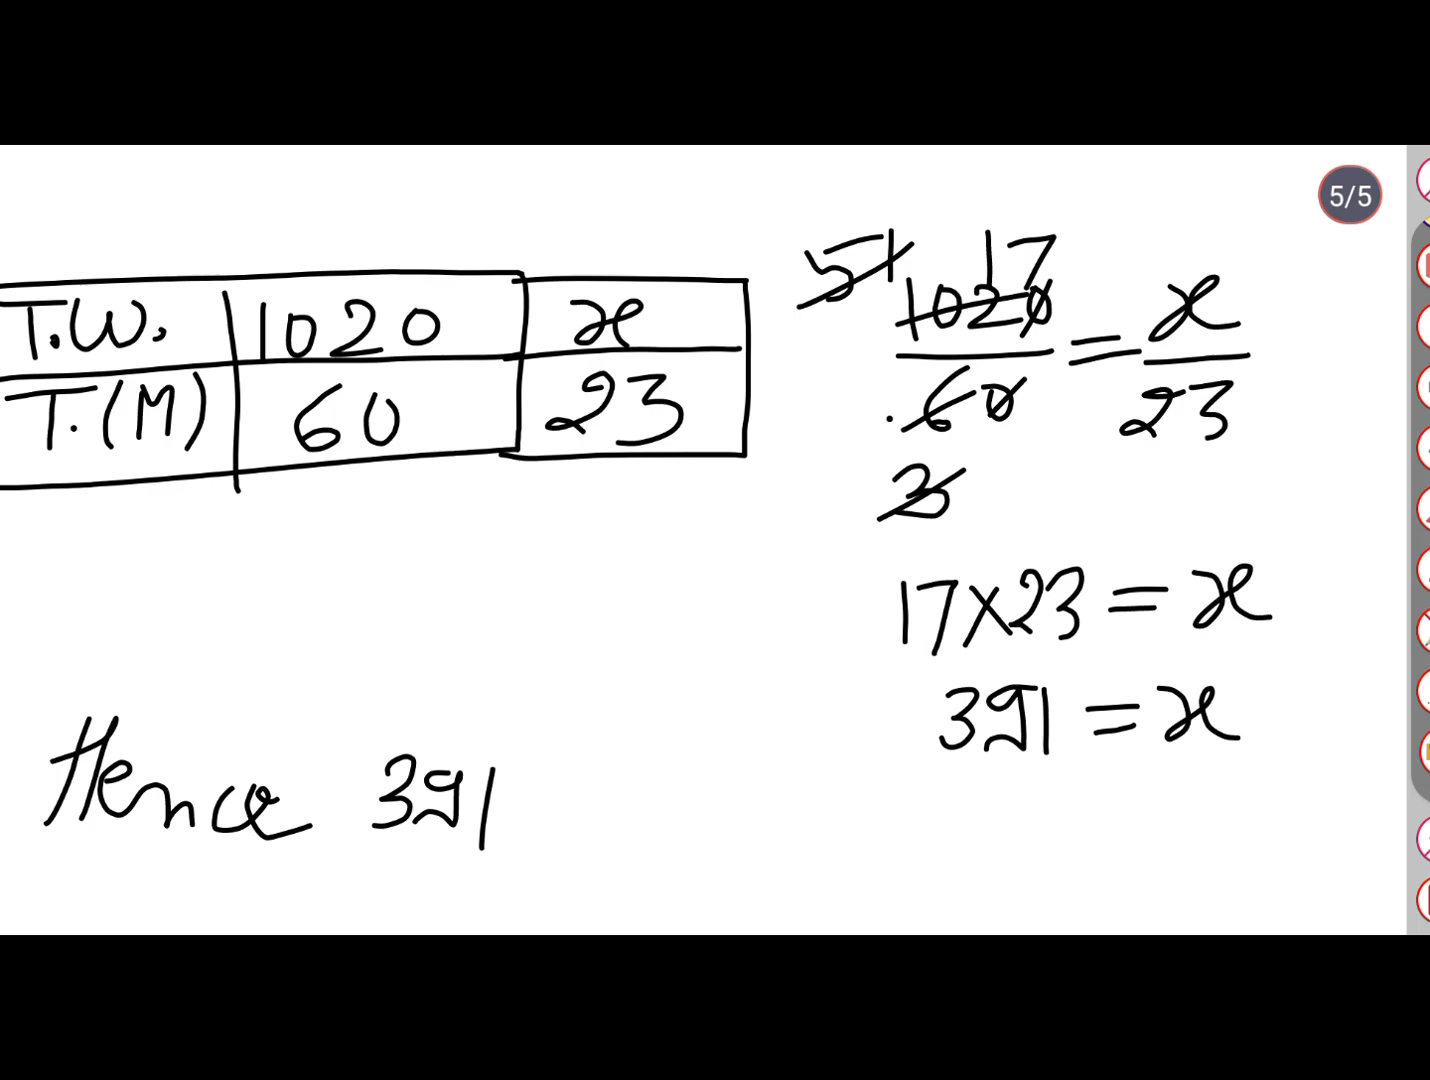 5/5
T.W. 1020 x
T.(M) 60 23
51 17
1020/60 = x/23
3
17×23 = x
391 = x
Hence 391